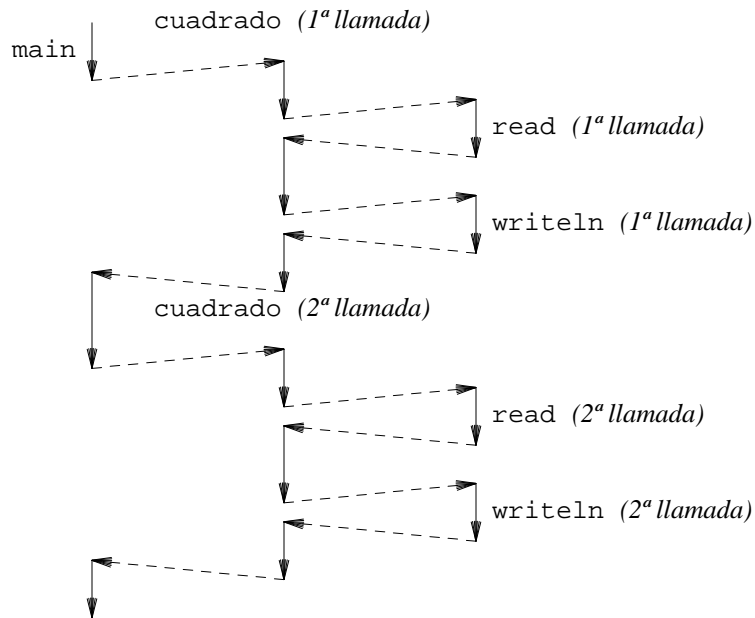 cuadrado (1ª llamada)
main
read (1ª llamada)
writeln (1ª llamada)
cuadrado (2ª llamada)
read (2ª llamada)
writeln (2ª llamada)